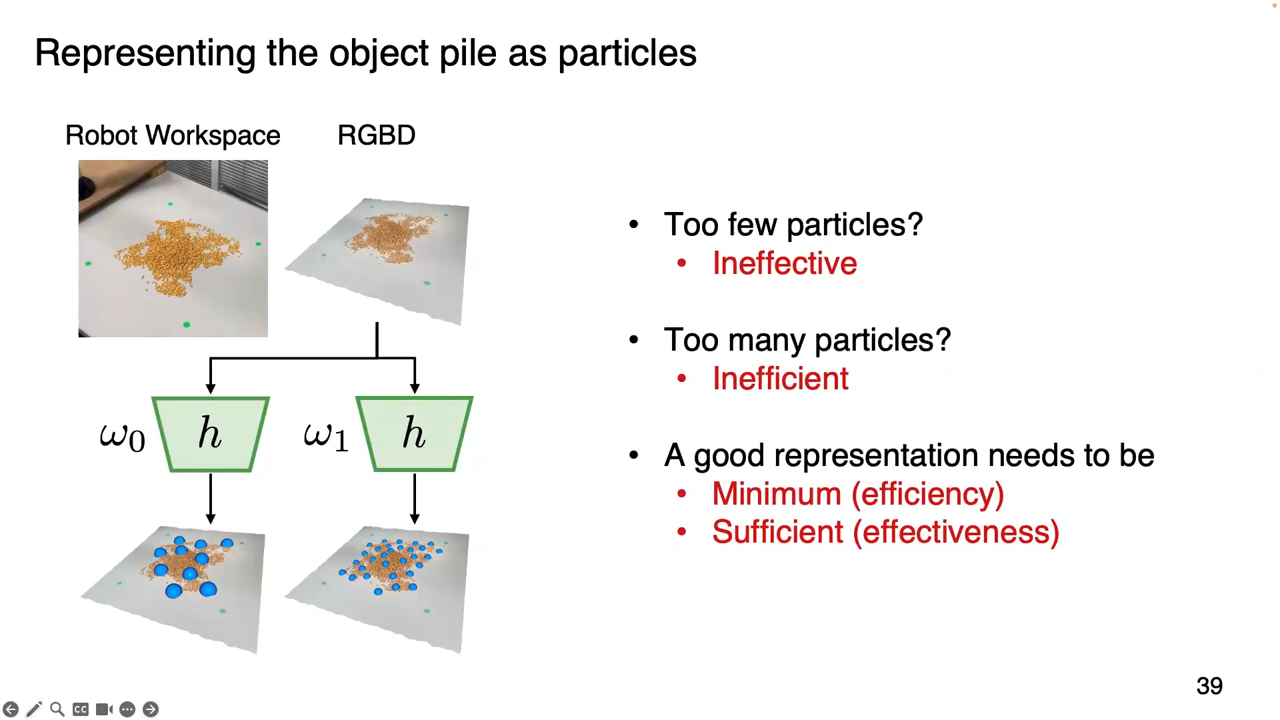 Representing the object pile as particles
Robot Workspace
RGBD
ω0
h
ω1
h
• Too few particles?
• Ineffective
• Too many particles?
• Inefficient
• A good representation needs to be
• Minimum (efficiency)
• Sufficient (effectiveness)
39
CC